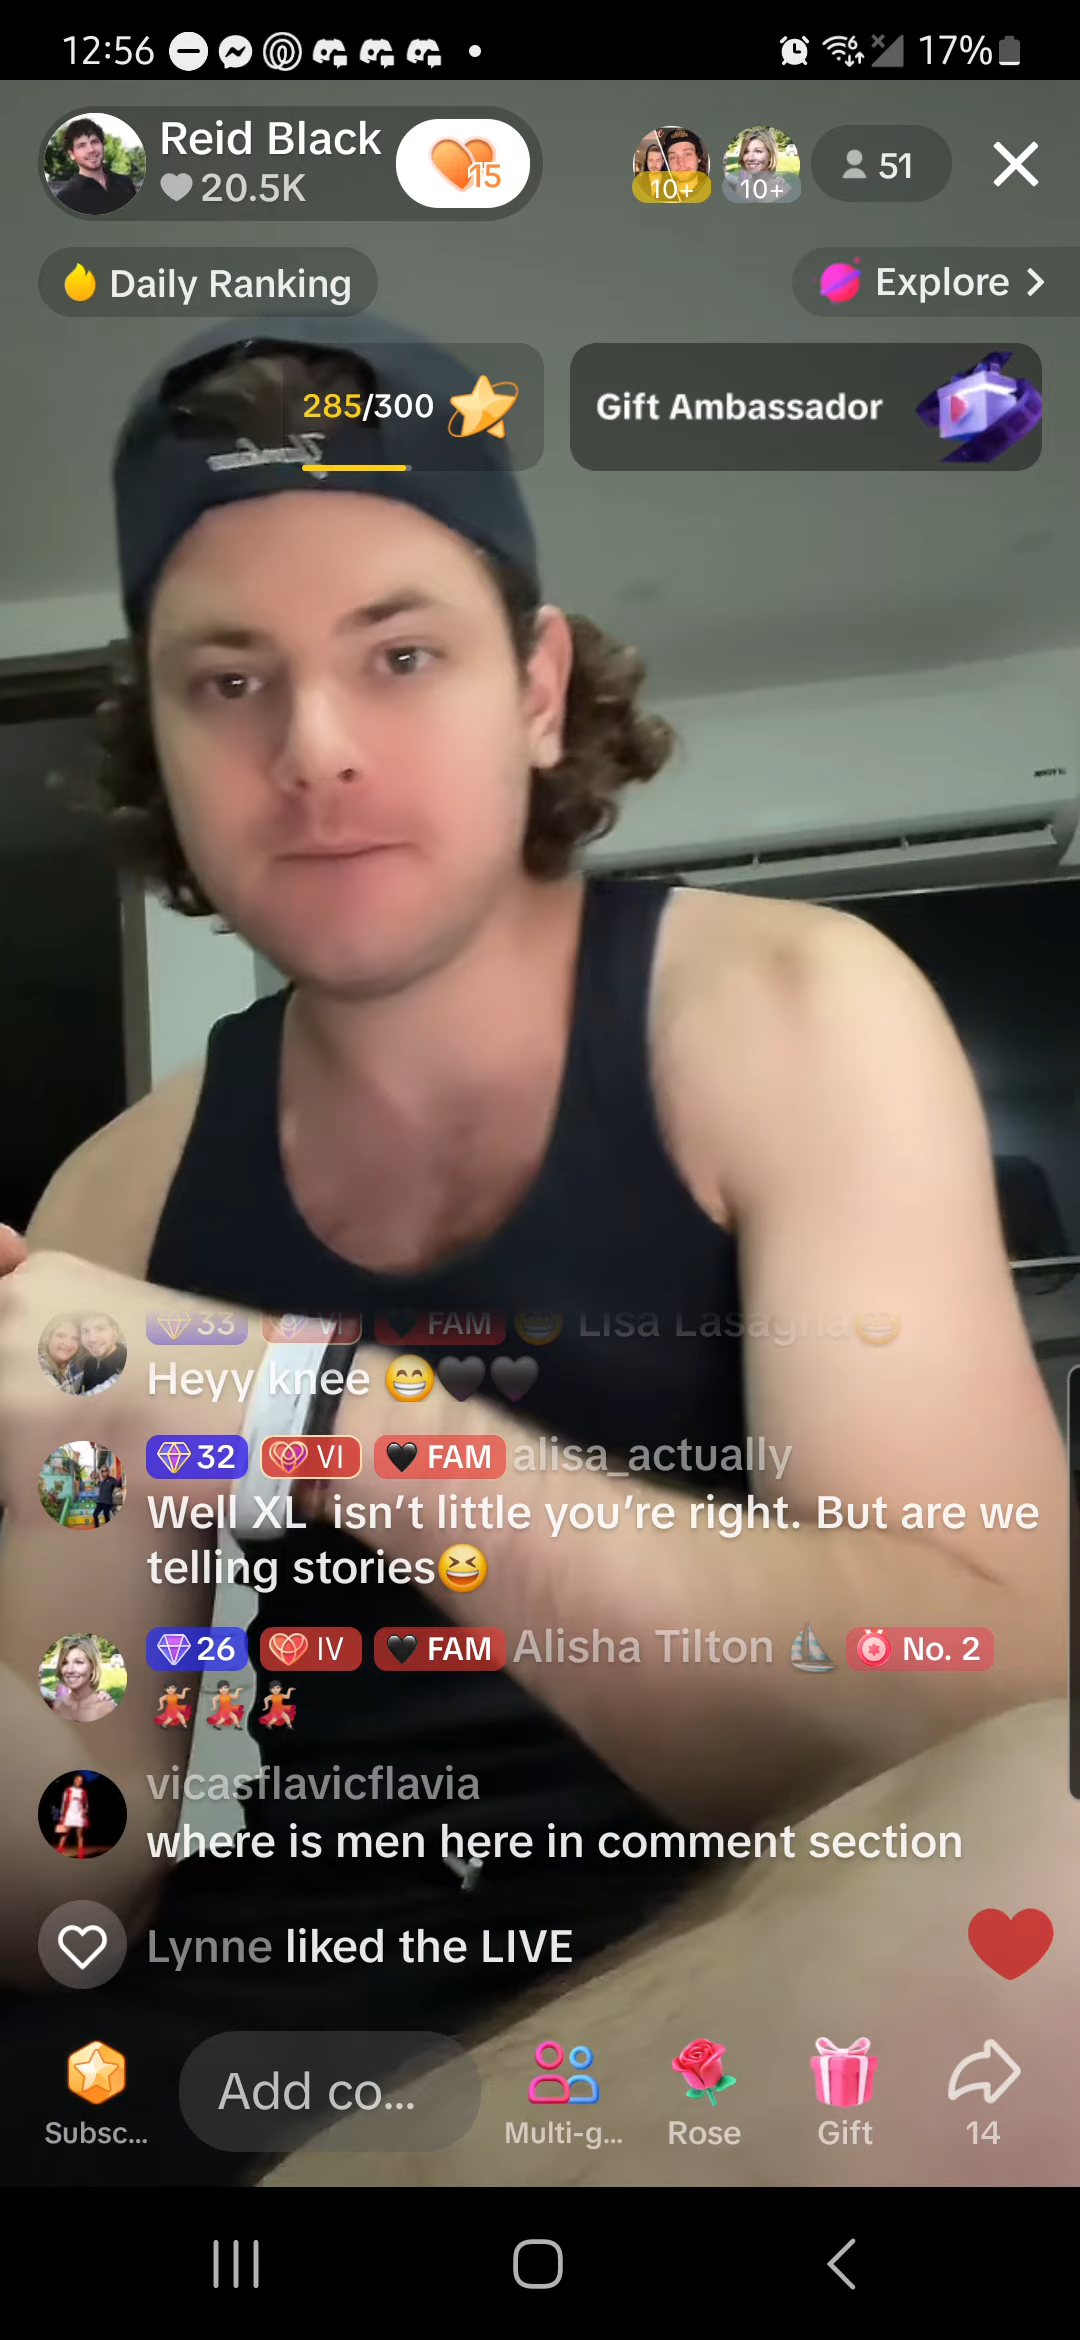 12:56
17%
Reid Black
20.5K
15
10+
10+
51
Daily Ranking
Explore
285/300
Gift Ambassador
33 VI FAM 😁 Lisa Lasagna😁
Heyy knee 😁🖤🖤
32 VI FAM alisa_actually
Well XL isn’t little you’re right. But are we
telling stories😆
26 IV FAM Alisha Tilton ⛵ No. 2
💃💃💃
vicasflavicflavia
where is men here in comment section
Lynne liked the LIVE
Add co...
Subsc...
Multi-g...
Rose
Gift
14